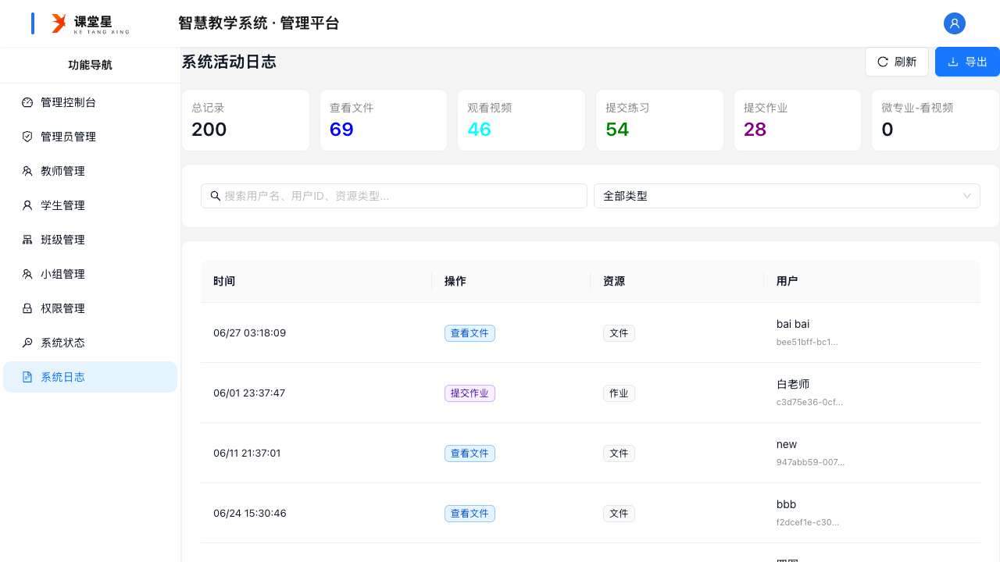 课堂星
KE TANG XING
智慧教学系统 · 管理平台
功能导航
管理控制台
管理员管理
教师管理
学生管理
班级管理
小组管理
权限管理
系统状态
系统日志
系统活动日志
刷新
导出
总记录
200
查看文件
69
观看视频
46
提交练习
54
提交作业
28
微专业-看视频
0
搜索用户名、用户ID、资源类型...
全部类型
时间 操作 资源 用户
06/27 03:18:09 查看文件 文件 bai bai
bee51bff-bc1...
06/01 23:37:47 提交作业 作业 白老师
c3d75e36-0cf...
06/11 21:37:01 查看文件 文件 new
947abb59-007...
06/24 15:30:46 查看文件 文件 bbb
f2dcef1e-c30...